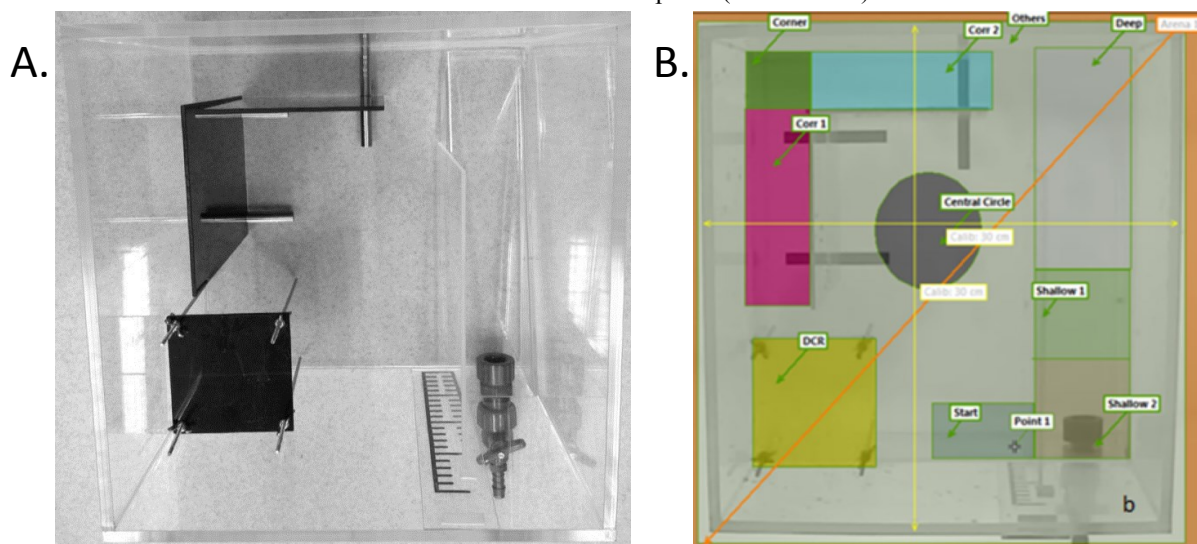 A.
B.
Corner
Corr 2
Others
Deep
Arena
Corr 1
Central Circle
Calib: 30 cm
Calib: 30 cm
Shallow 1
DCR
Start
Point 1
Shallow 2
b